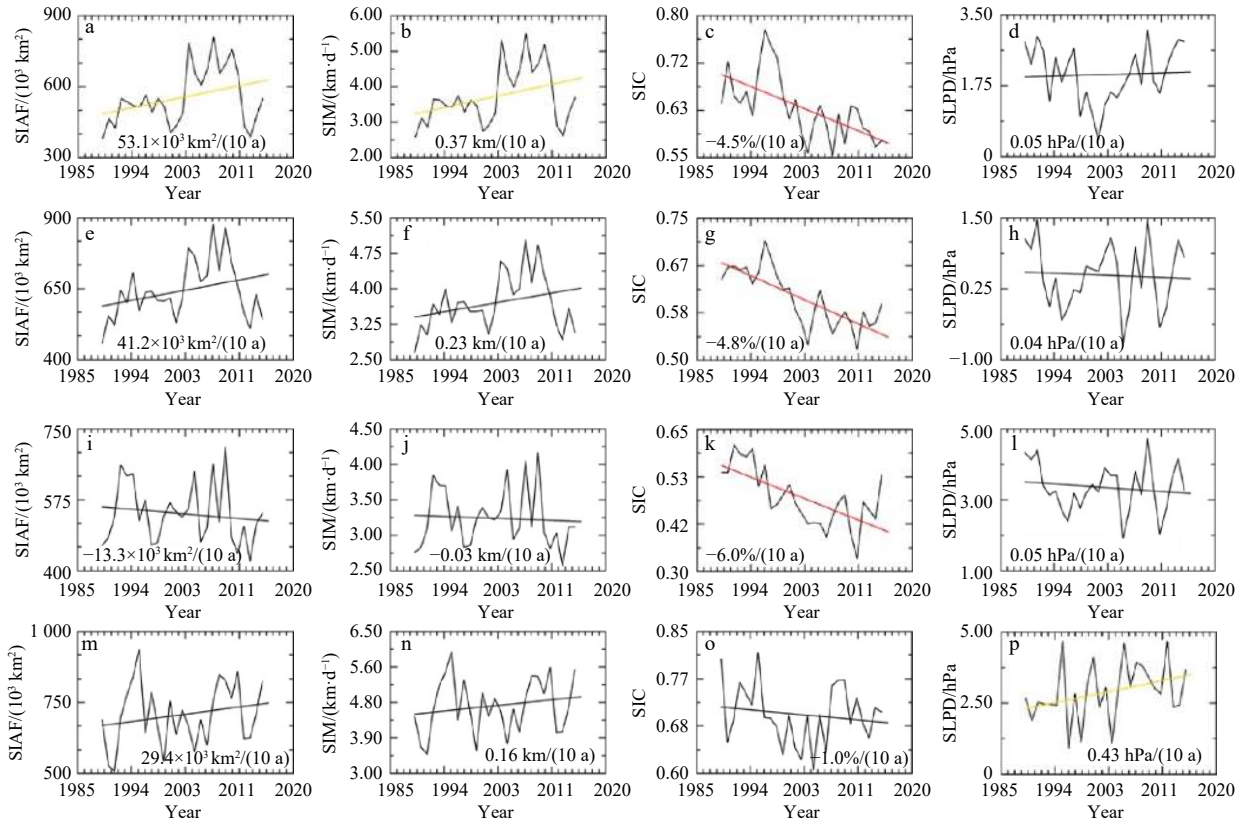 a
SIAF/(10³ km²)
900
600
300
53.1×10³ km²/(10 a)
1985 1994 2003 2011 2020
Year
b
SIM/(km·d⁻¹)
6.00
5.00
4.00
3.00
2.00
0.37 km/(10 a)
1985 1994 2003 2011 2020
Year
c
SIC
0.80
0.72
0.63
0.55
−4.5%/(10 a)
1985 1994 2003 2011 2020
Year
d
SLPD/hPa
3.50
1.75
0
0.05 hPa/(10 a)
1985 1994 2003 2011 2020
Year
e
SIAF/(10³ km²)
900
650
400
41.2×10³ km²/(10 a)
1985 1994 2003 2011 2020
Year
f
SIM/(km·d⁻¹)
5.50
4.75
4.00
3.25
2.50
0.23 km/(10 a)
1985 1994 2003 2011 2020
Year
g
SIC
0.75
0.67
0.58
0.50
−4.8%/(10 a)
1985 1994 2003 2011 2020
Year
h
SLPD/hPa
1.50
0.25
−1.00
0.04 hPa/(10 a)
1985 1994 2003 2011 2020
Year
i
SIAF/(10³ km²)
750
575
400
−13.3×10³ km²/(10 a)
1985 1994 2003 2011 2020
Year
j
SIM/(km·d⁻¹)
4.50
4.00
3.50
3.00
2.50
−0.03 km/(10 a)
1985 1994 2003 2011 2020
Year
k
SIC
0.65
0.53
0.42
0.30
−6.0%/(10 a)
1985 1994 2003 2011 2020
Year
l
SLPD/hPa
5.00
3.00
1.00
0.05 hPa/(10 a)
1985 1994 2003 2011 2020
Year
m
SIAF/(10³ km²)
1 000
750
500
29.4×10³ km²/(10 a)
1985 1994 2003 2011 2020
Year
n
SIM/(km·d⁻¹)
6.50
5.60
4.80
3.90
3.00
0.16 km/(10 a)
1985 1994 2003 2011 2020
Year
o
SIC
0.85
0.77
0.68
0.60
−1.0%/(10 a)
1985 1994 2003 2011 2020
Year
p
SLPD/hPa
5.00
2.50
0
0.43 hPa/(10 a)
1985 1994 2003 2011 2020
Year